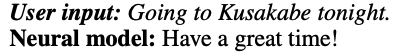 User input: Going to Kusakabe tonight.
Neural model: Have a great time!